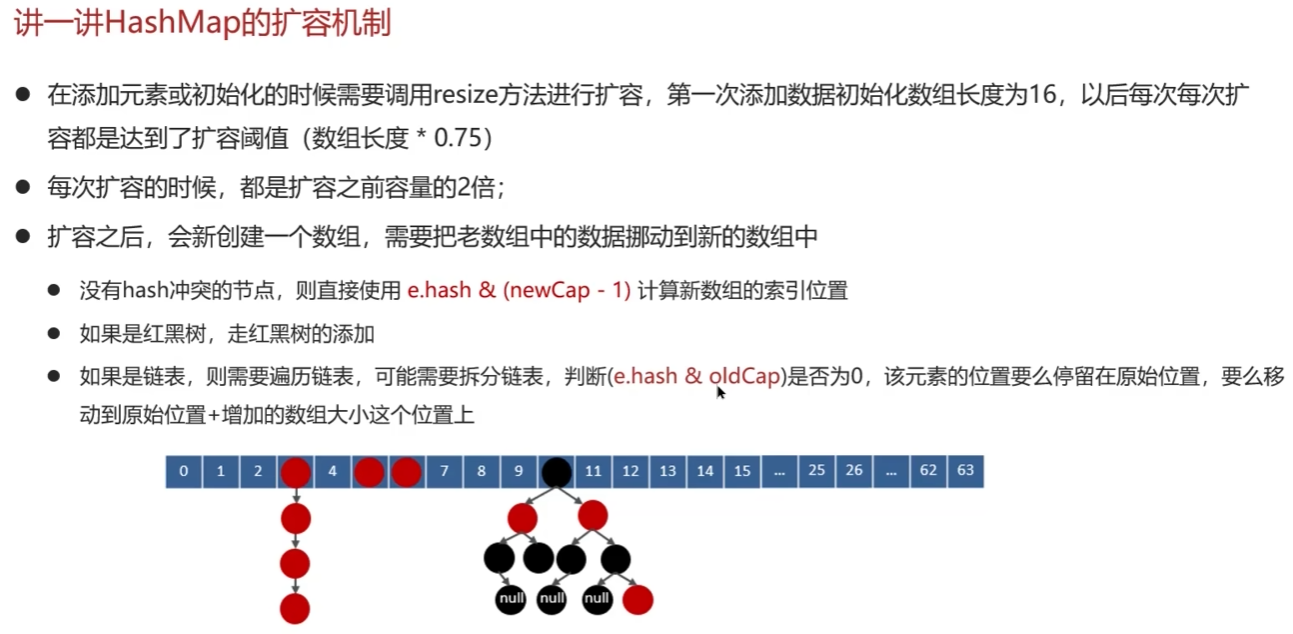 讲一讲HashMap的扩容机制
● 在添加元素或初始化的时候需要调用resize方法进行扩容，第一次添加数据初始化数组长度为16，以后每次每次扩
容都是达到了扩容阈值（数组长度 * 0.75）
● 每次扩容的时候，都是扩容之前容量的2倍；
● 扩容之后，会新创建一个数组，需要把老数组中的数据挪动到新的数组中
● 没有hash冲突的节点，则直接使用 e.hash & (newCap - 1) 计算新数组的索引位置
● 如果是红黑树，走红黑树的添加
● 如果是链表，则需要遍历链表，可能需要拆分链表，判断(e.hash & oldCap)是否为0，该元素的位置要么停留在原始位置，要么移
动到原始位置+增加的数组大小这个位置上
0 1 2 4 7 8 9 11 12 13 14 15 ... 25 26 ... 62 63
null null null